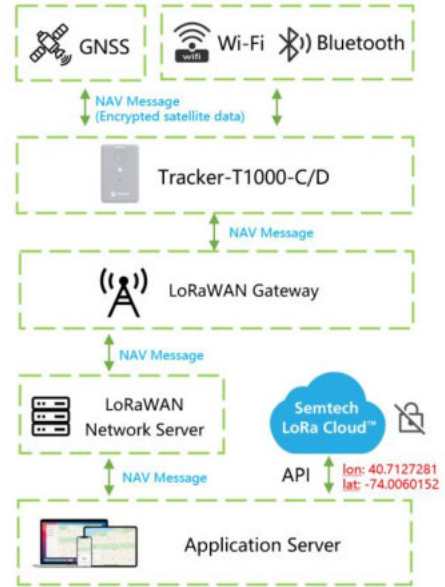 GNSS
wifi
Wi-Fi
Bluetooth
NAV Message
(Encrypted satellite data)
Tracker-T1000-C/D
NAV Message
LoRaWAN Gateway
NAV Message
LoRaWAN
Network Server
Semtech
LoRa Cloud™
NAV Message
API
lon: 40.7127281
lat: -74.0060152
Application Server